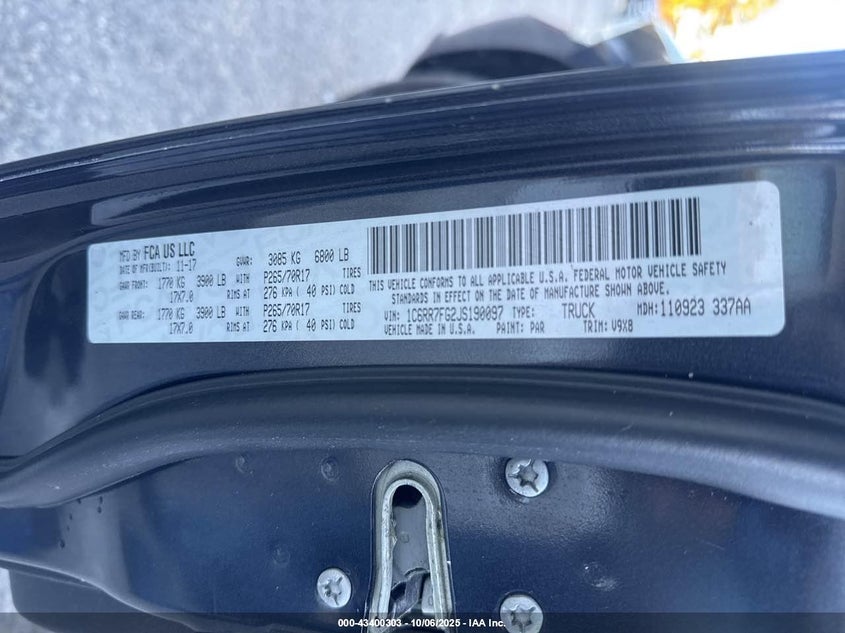 MFD BY FCA US LLC
DATE OF MFR(BUILT): 11-17 GVWR: 3085 KG 6800 LB
GAWR FRONT: 1770 KG 3900 LB WITH P265/70R17 TIRES
17X7.0 RIMS AT 276 KPA ( 40 PSI) COLD
GAWR REAR: 1770 KG 3900 LB WITH P265/70R17 TIRES
17X7.0 RIMS AT 276 KPA ( 40 PSI) COLD
THIS VEHICLE CONFORMS TO ALL APPLICABLE U.S.A. FEDERAL MOTOR VEHICLE SAFETY
STANDARDS IN EFFECT ON THE DATE OF MANUFACTURE SHOWN ABOVE.
VIN: 1C6RR7FG2JS190097 TYPE: TRUCK MDH: 110923 337AA
VEHICLE MADE IN U.S.A. PAINT: PAR TRIM: V9X8
000-43400303 - 10/06/2025 - IAA Inc.